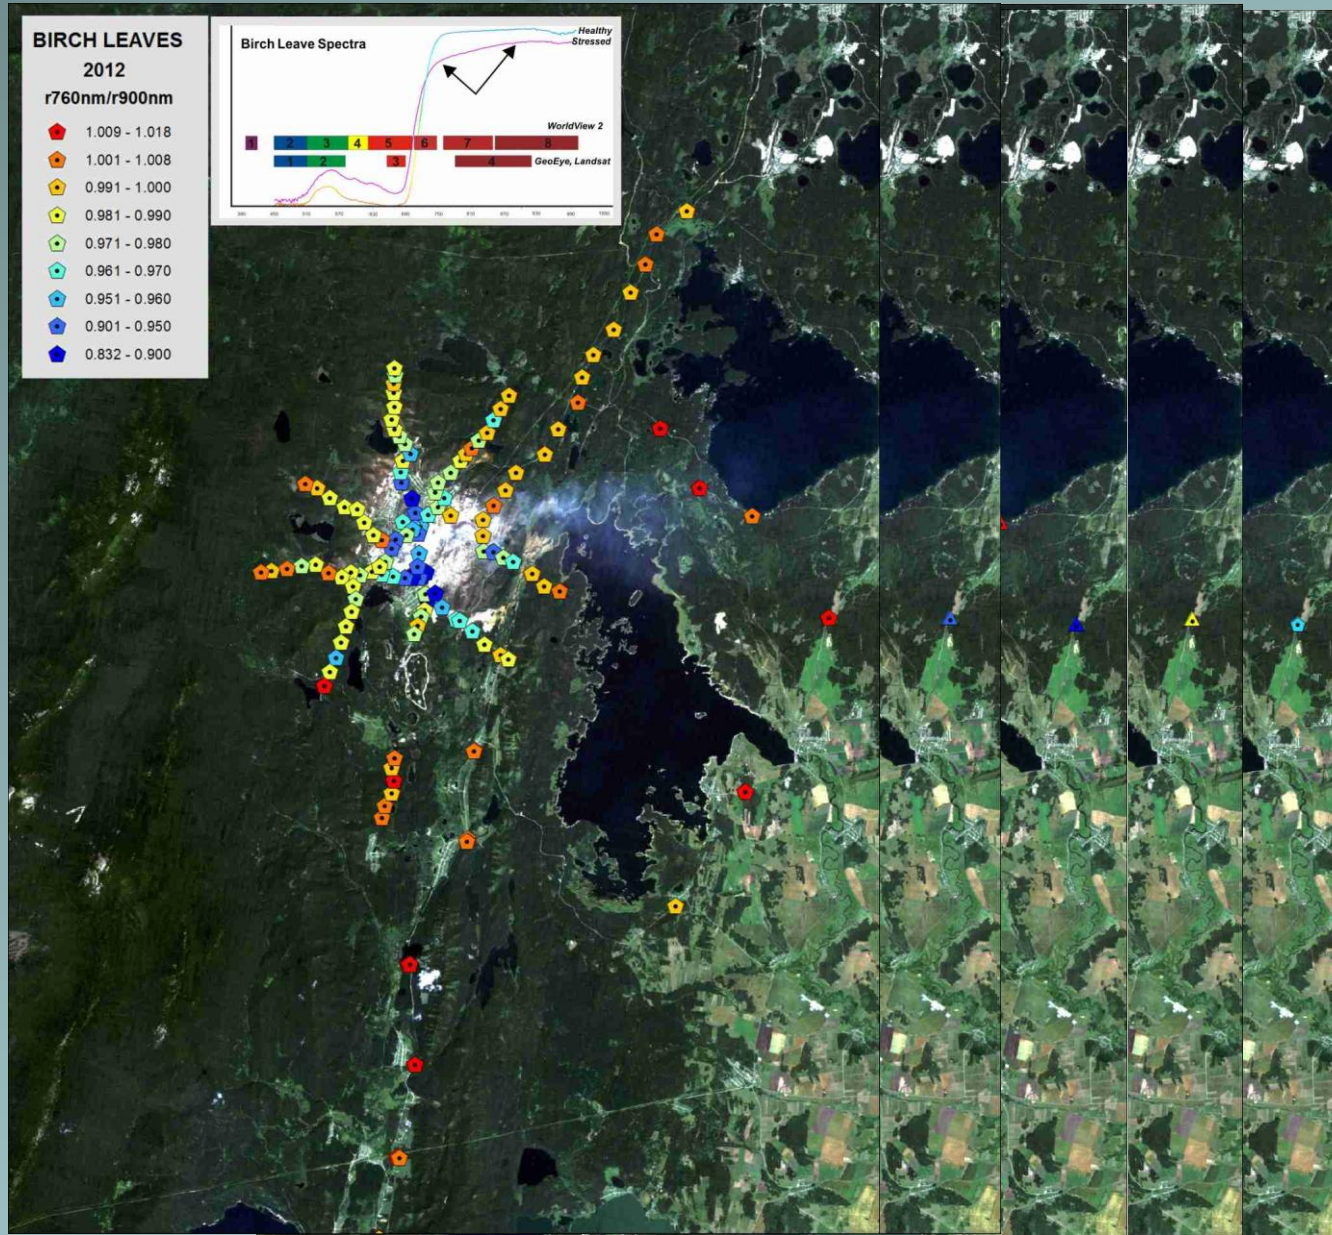 BIRCH LEAVES
2012
r760nm/r900nm
1.009 - 1.018
1.001 - 1.008
0.991 - 1.000
0.981 - 0.990
0.971 - 0.980
0.961 - 0.970
0.951 - 0.960
0.901 - 0.950
0.832 - 0.900
Birch Leave Spectra
Healthy
Stressed
WorldView 2
1 2 3 4 5 6 7 8
1 2 3 4 GeoEye, Landsat